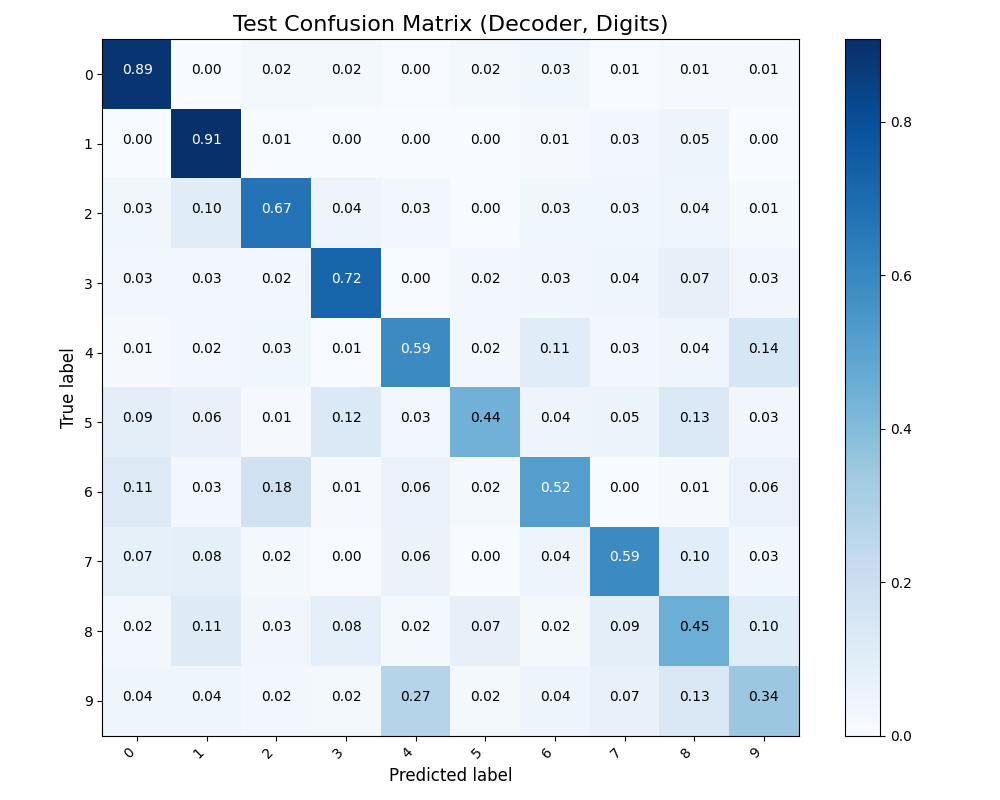 Test Confusion Matrix (Decoder, Digits)
0 0.89 0.00 0.02 0.02 0.00 0.02 0.03 0.01 0.01 0.01
1 0.00 0.91 0.01 0.00 0.00 0.00 0.01 0.03 0.05 0.00
2 0.03 0.10 0.67 0.04 0.03 0.00 0.03 0.03 0.04 0.01
3 0.03 0.03 0.02 0.72 0.00 0.02 0.03 0.04 0.07 0.03
4 0.01 0.02 0.03 0.01 0.59 0.02 0.11 0.03 0.04 0.14
5 0.09 0.06 0.01 0.12 0.03 0.44 0.04 0.05 0.13 0.03
6 0.11 0.03 0.18 0.01 0.06 0.02 0.52 0.00 0.01 0.06
7 0.07 0.08 0.02 0.00 0.06 0.00 0.04 0.59 0.10 0.03
8 0.02 0.11 0.03 0.08 0.02 0.07 0.02 0.09 0.45 0.10
9 0.04 0.04 0.02 0.02 0.27 0.02 0.04 0.07 0.13 0.34
0 1 2 3 4 5 6 7 8 9
Predicted label
True label
0.8
0.6
0.4
0.2
0.0